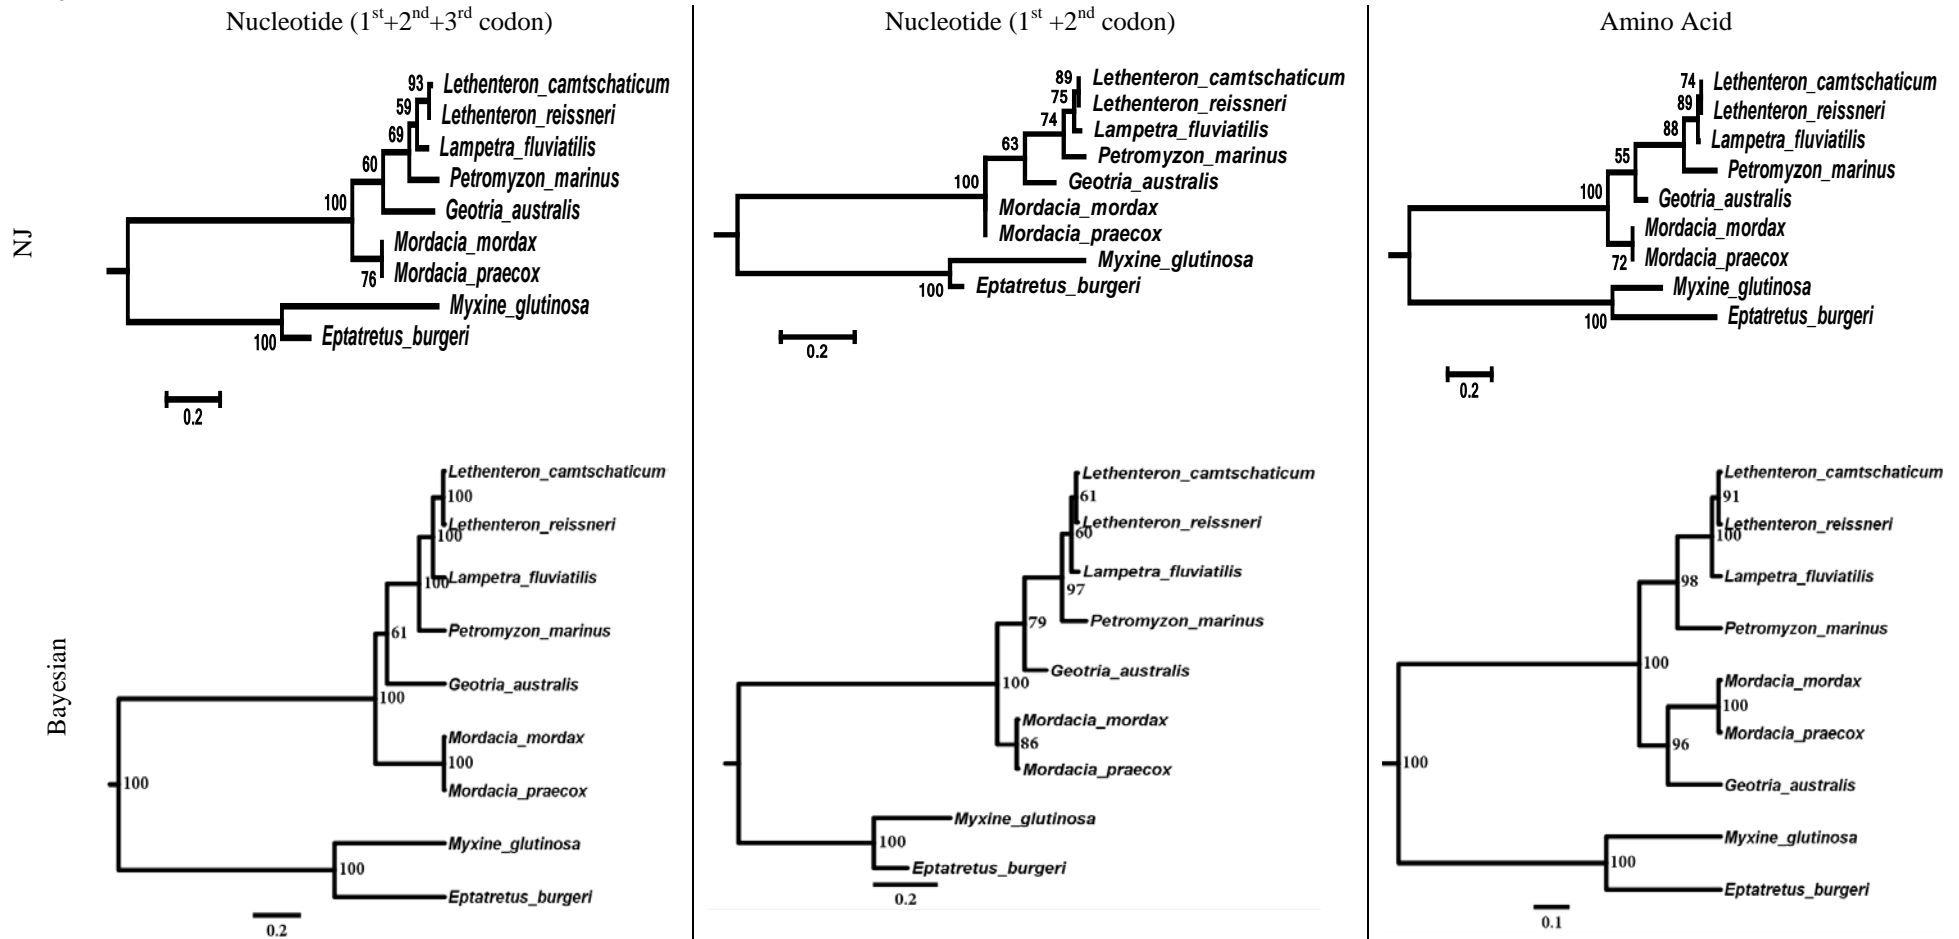 Nucleotide (1st+2nd+3rd codon)
Nucleotide (1st +2nd codon)
Amino Acid
NJ
93
Lethenteron_camtschaticum
59
Lethenteron_reissneri
69
Lampetra_fluviatilis
60
Petromyzon_marinus
100
Geotria_australis
Mordacia_mordax
76
Mordacia_praecox
Myxine_glutinosa
100
Eptatretus_burgeri
0.2
89
Lethenteron_camtschaticum
75
Lethenteron_reissneri
74
Lampetra_fluviatilis
63
Petromyzon_marinus
100
Geotria_australis
Mordacia_mordax
Mordacia_praecox
Myxine_glutinosa
100
Eptatretus_burgeri
0.2
74
Lethenteron_camtschaticum
89
Lethenteron_reissneri
88
Lampetra_fluviatilis
55
Petromyzon_marinus
100
Geotria_australis
Mordacia_mordax
72
Mordacia_praecox
Myxine_glutinosa
100
Eptatretus_burgeri
0.2
Bayesian
Lethenteron_camtschaticum
100
Lethenteron_reissneri
100
Lampetra_fluviatilis
100
Petromyzon_marinus
61
Geotria_australis
100
Mordacia_mordax
100
Mordacia_praecox
100
Myxine_glutinosa
100
Eptatretus_burgeri
0.2
Lethenteron_camtschaticum
61
Lethenteron_reissneri
60
Lampetra_fluviatilis
97
Petromyzon_marinus
79
Geotria_australis
100
Mordacia_mordax
86
Mordacia_praecox
Myxine_glutinosa
100
Eptatretus_burgeri
0.2
Lethenteron_camtschaticum
91
Lethenteron_reissneri
100
Lampetra_fluviatilis
98
Petromyzon_marinus
100
Mordacia_mordax
100
Mordacia_praecox
96
Geotria_australis
100
Myxine_glutinosa
100
Eptatretus_burgeri
0.1